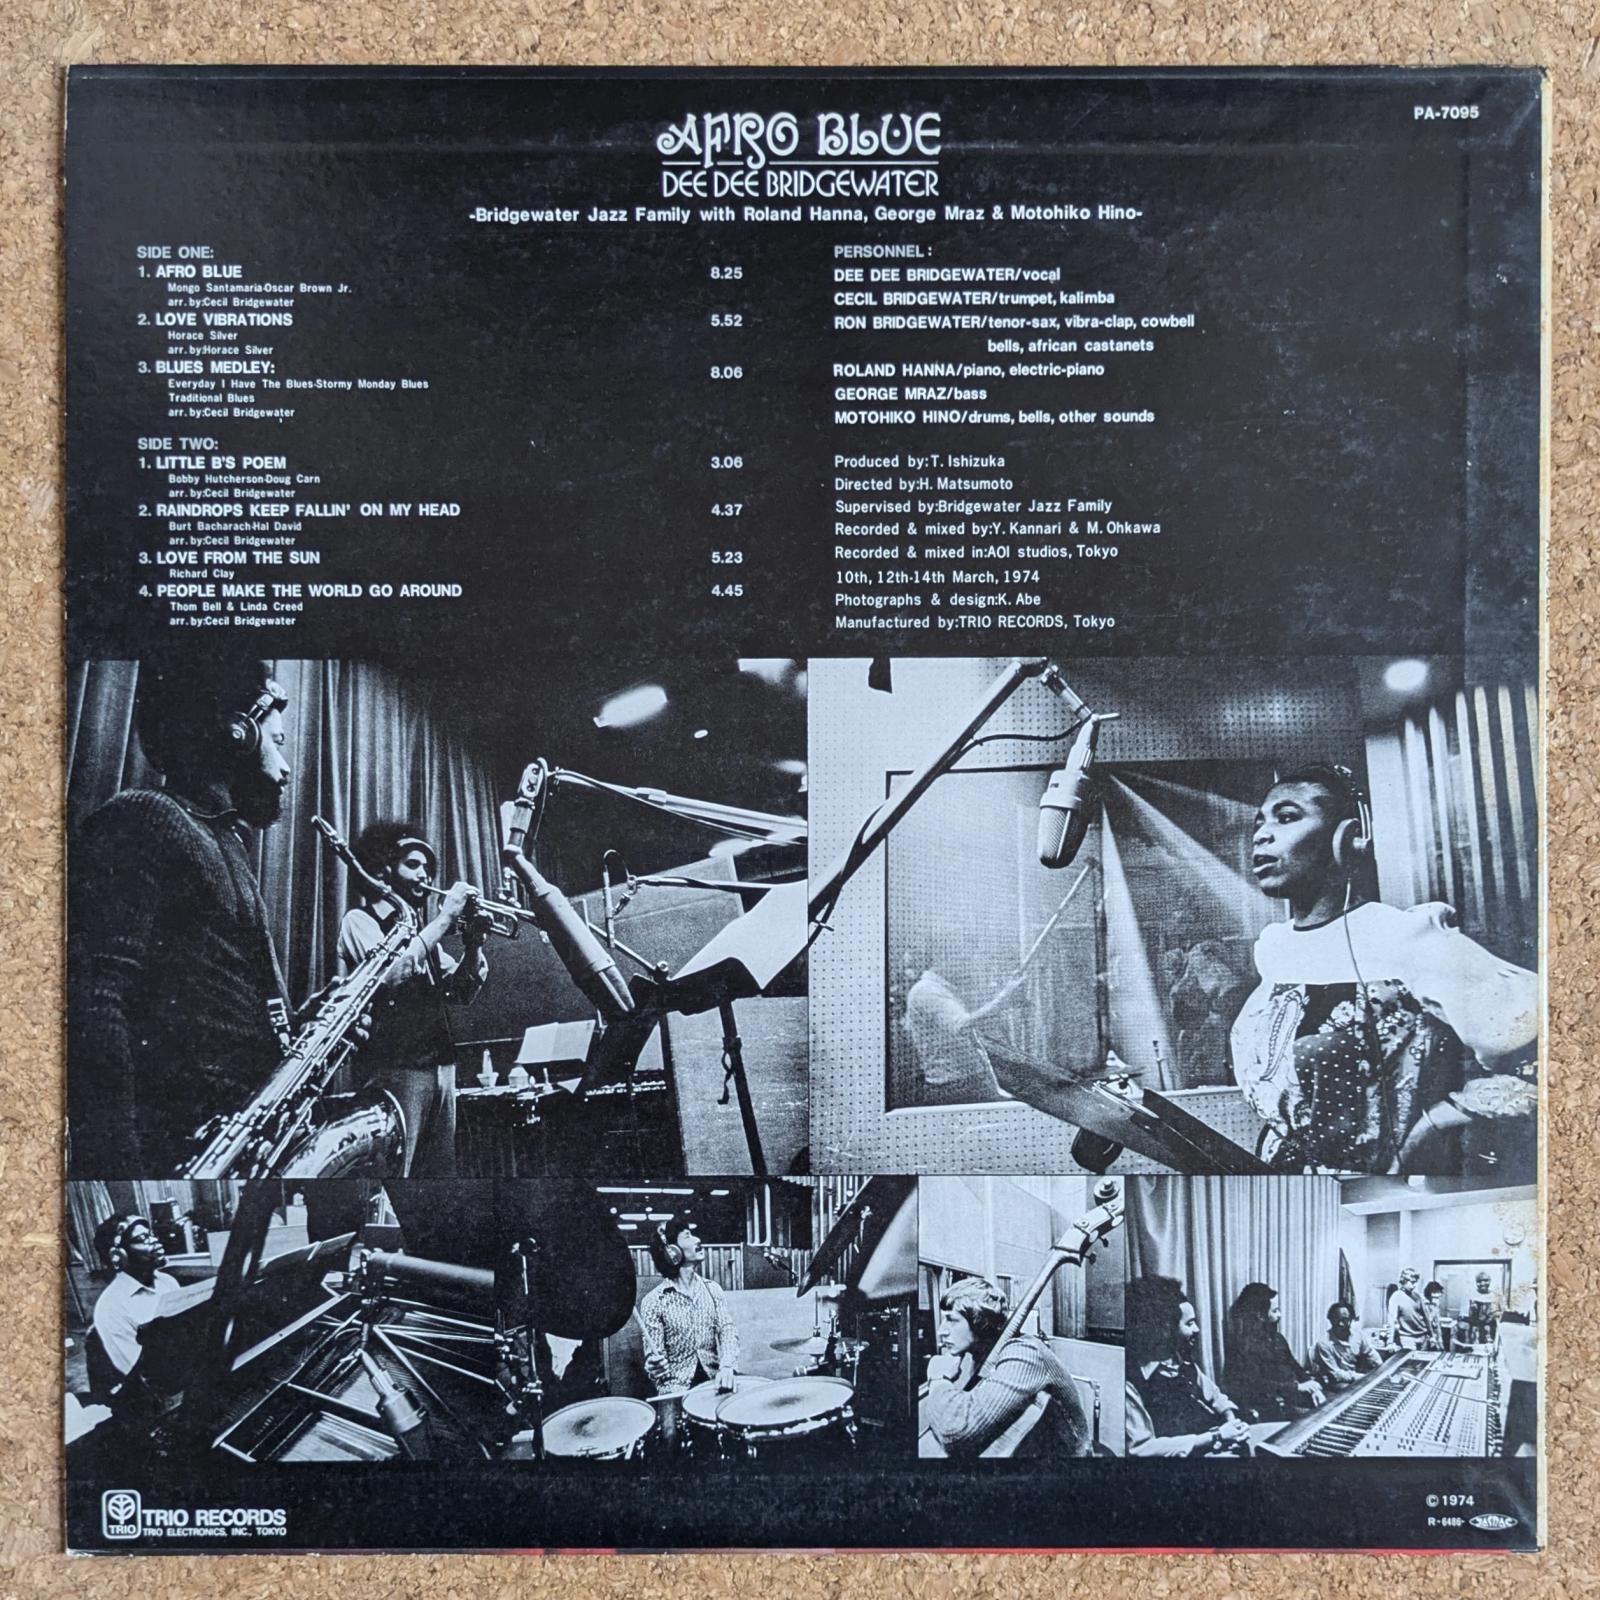 PA-7095
AFRO BLUE
DEE DEE BRIDGEWATER
-Bridgewater Jazz Family with Roland Hanna, George Mraz & Motohiko Hino-
SIDE ONE:
1. AFRO BLUE 8.25
Mongo Santamaria-Oscar Brown Jr.
arr. by:Cecil Bridgewater
2. LOVE VIBRATIONS 5.52
Horace Silver
arr. by:Horace Silver
3. BLUES MEDLEY: 8.06
Everyday I Have The Blues-Stormy Monday Blues
Traditional Blues
arr. by:Cecil Bridgewater
SIDE TWO:
1. LITTLE B'S POEM 3.06
Bobby Hutcherson-Doug Carn
arr. by:Cecil Bridgewater
2. RAINDROPS KEEP FALLIN' ON MY HEAD 4.37
Burt Bacharach-Hal David
arr. by:Cecil Bridgewater
3. LOVE FROM THE SUN 5.23
Richard Clay
4. PEOPLE MAKE THE WORLD GO AROUND 4.45
Thom Bell & Linda Creed
arr. by:Cecil Bridgewater
PERSONNEL:
DEE DEE BRIDGEWATER/vocal
CECIL BRIDGEWATER/trumpet, kalimba
RON BRIDGEWATER/tenor-sax, vibra-clap, cowbell
bells, african castanets
ROLAND HANNA/piano, electric-piano
GEORGE MRAZ/bass
MOTOHIKO HINO/drums, bells, other sounds
Produced by:T. Ishizuka
Directed by:H. Matsumoto
Supervised by:Bridgewater Jazz Family
Recorded & mixed by:Y. Kannari & M. Ohkawa
Recorded & mixed in:AOI studios, Tokyo
10th, 12th-14th March, 1974
Photographs & design:K. Abe
Manufactured by:TRIO RECORDS, Tokyo
TRIO
TRIO RECORDS
TRIO ELECTRONICS, INC., TOKYO
©1974
R-6486- JASRAC